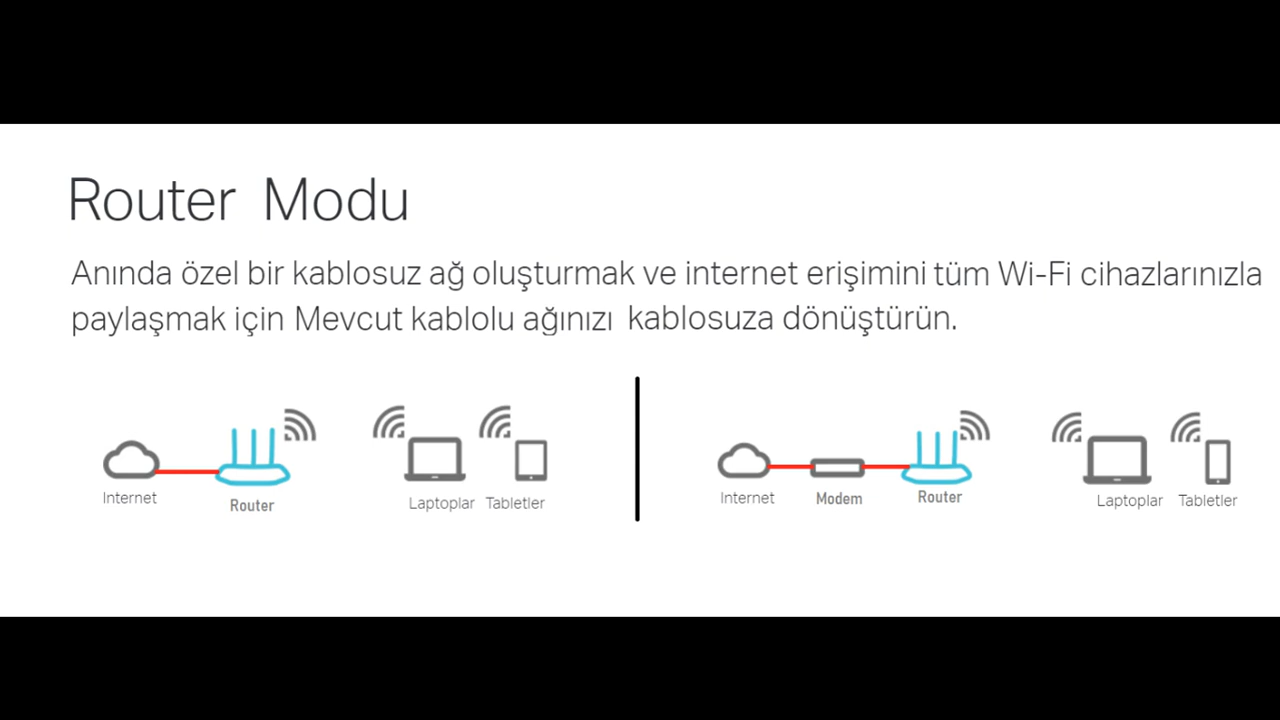 Router Modu
Anında özel bir kablosuz ağ oluşturmak ve internet erişimini tüm Wi-Fi cihazlarınızla
paylaşmak için Mevcut kablolu ağınızı kablosuza dönüştürün.
Internet
Router
Laptoplar
Tabletler
Internet
Modem
Router
Laptoplar
Tabletler